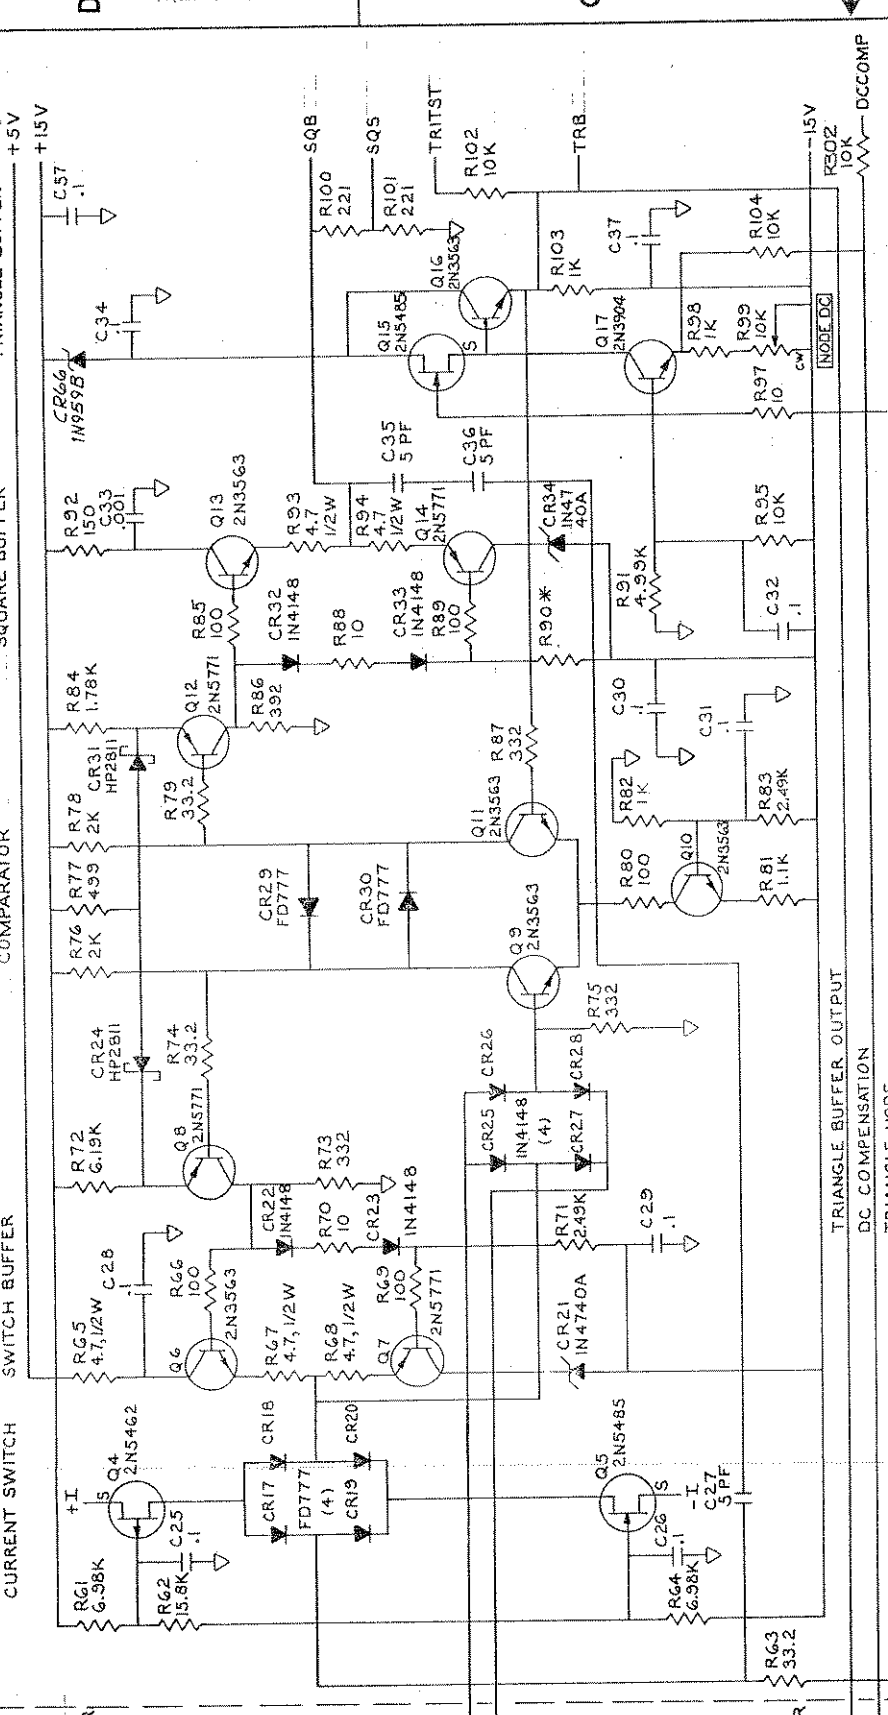 D
CURRENT SWITCH
SWITCH BUFFER
COMPARATOR
SQUARE BUFFER
TRIANGLE BUFFER
+5V
+15V
R61
6.98K
R62
15.8K
C25
.1
+I
S
Q4
2N5462
CR17
CR18
FD777
(4)
CR19
CR20
Q5
2N5485
S
-I
C26
.1
R64
6.98K
C27
5 PF
R63
33.2
R65
4.7, 1/2W
C28
.1
Q6
2N3563
R66
100
R67
4.7, 1/2W
R68
4.7, 1/2W
Q7
2N5771
R69
100
CR21
1N4740A
R72
6.19K
Q8
2N5771
CR22
1N4148
R70
10
CR23
1N4148
R73
332
R71
2.49K
C29
.1
CR24
HP2811
R74
33.2
CR25
CR26
1N4148
(4)
CR27
CR28
R75
332
R76
2K
R77
499
R78
2K
CR29
FD777
CR30
FD777
Q9
2N3563
Q11
2N3563
R87
332
R80
100
Q10
2N3563
R81
1.1K
R82
1K
R83
2.49K
C30
.1
C31
.1
CR31
HP2811
R84
1.78K
R79
33.2
Q12
2N5771
R86
392
R85
100
CR32
1N4148
R88
10
CR33
1N4148
R89
100
R90*
R92
150
C33
.001
Q13
2N3563
R93
4.7
1/2W
R94
4.7
1/2W
Q14
2N5771
CR34
1N47
40A
C35
5 PF
C36
5 PF
R91
4.99K
C32
.1
R95
10K
CR66
1N959B
C34
.1
C57
.1
Q15
2N5485
S
Q16
2N3563
Q17
2N3904
R98
1K
R99
10K
CW
NODE DC
R97
10
R103
1K
C37
.1
R104
10K
R100
221
R101
221
R102
10K
SQB
SQS
TRITST
TRB
-15V
R302
10K
DCCOMP
TRIANGLE BUFFER OUTPUT
DC COMPENSATION